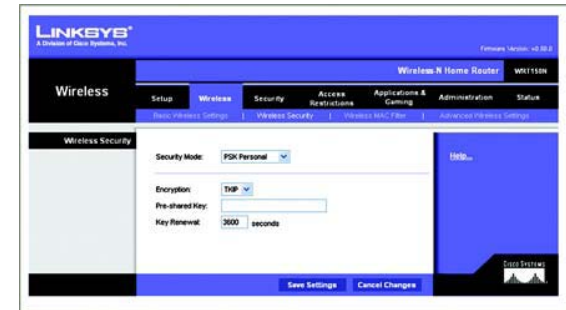 LINKSYS®
A Division of Cisco Systems, Inc.
Wireless-N Home Router WRT150N
Wireless
Setup Wireless Security Access Restrictions Applications & Gaming Administration Status
Basic Wireless Settings | Wireless Security | Wireless MAC Filter | Advanced Wireless Settings
Wireless Security
Security Mode: PSK Personal
Help...
Encryption: TKIP
Pre-shared Key:
Key Renewal: 3600 seconds
Save Settings Cancel Changes
CISCO SYSTEMS